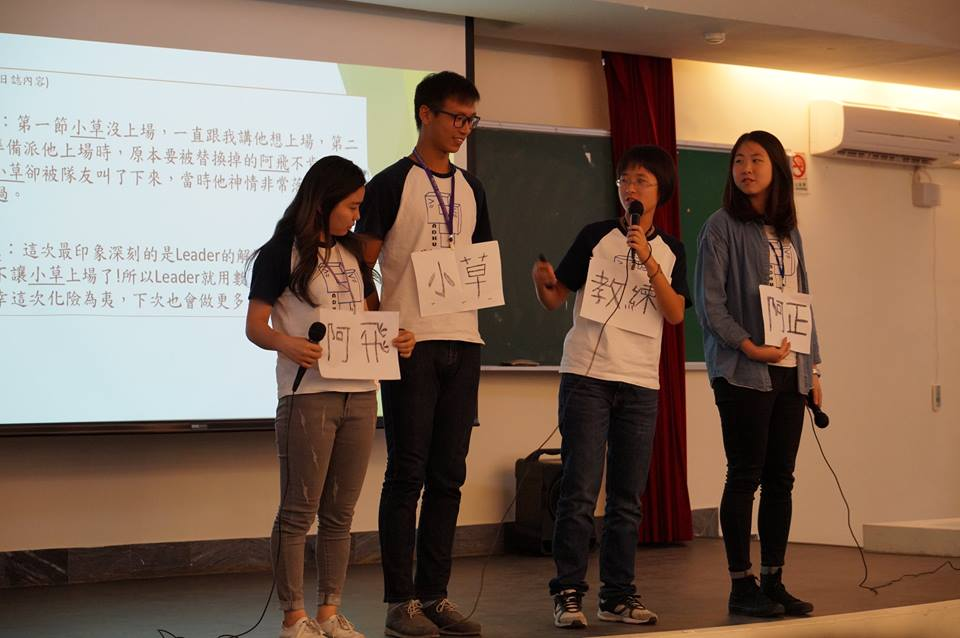 日誌內容)
：第一節小草沒上場，一直跟我講他想上場，第二
備派他上場時，原本要被替換掉的阿飛不
小草卻被隊友叫了下來，當時他神情非常
過。
：這次最印象深刻的是Leader的解
不讓小草上場了!所以Leader就用數
幸這次化險為夷，下次也會做更多
阿飛
小草
教練
阿正